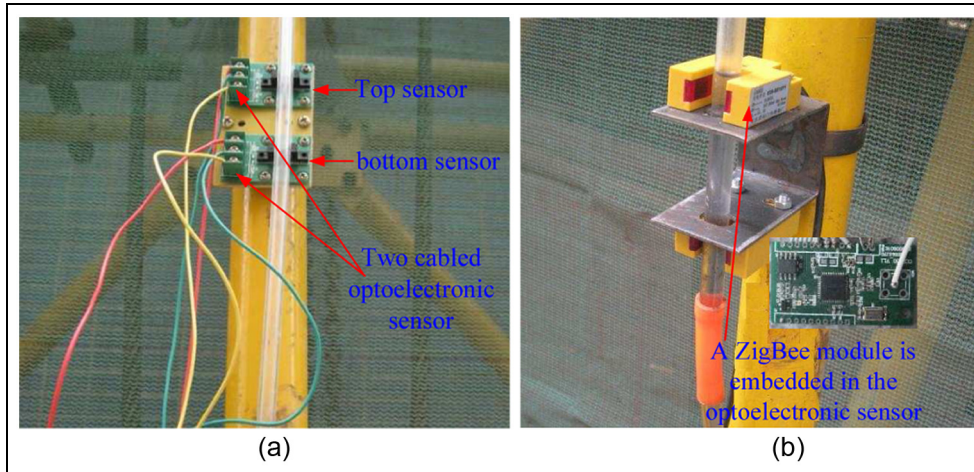 Top sensor
bottom sensor
Two cabled
optoelectronic
sensor
(a)
A ZigBee module is
embedded in the
optoelectronic sensor
(b)